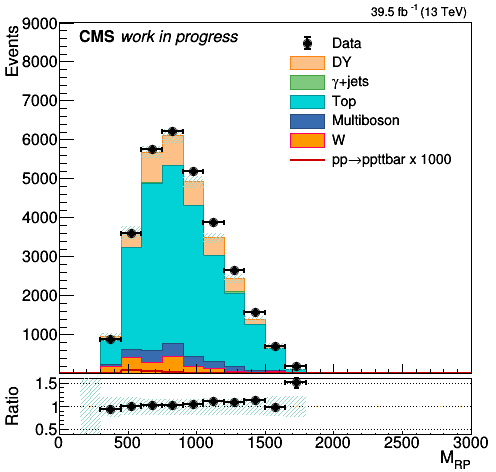 39.5 fb⁻¹ (13 TeV)
Events
CMS work in progress
Data
DY
γ+jets
Top
Multiboson
W
pp→ppttbar x 1000
9000
8000
7000
6000
5000
4000
3000
2000
1000
Ratio
1.5
1
0.5
0 500 1000 1500 2000 2500 3000
M_RP